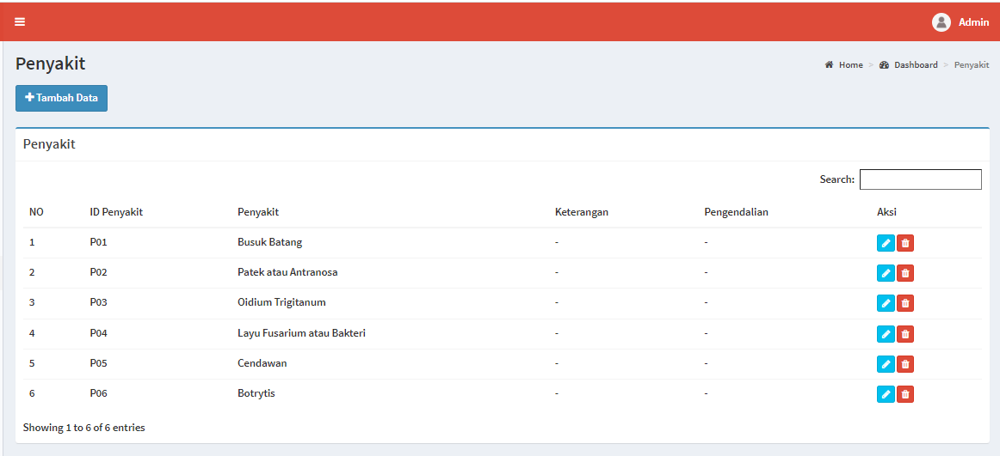 Admin
Penyakit
Home > Dashboard > Penyakit
Tambah Data
Penyakit
Search:
NO ID Penyakit Penyakit Keterangan Pengendalian Aksi
1 P01 Busuk Batang - -
2 P02 Patek atau Antranosa - -
3 P03 Oidium Trigitanum - -
4 P04 Layu Fusarium atau Bakteri - -
5 P05 Cendawan - -
6 P06 Botrytis - -
Showing 1 to 6 of 6 entries